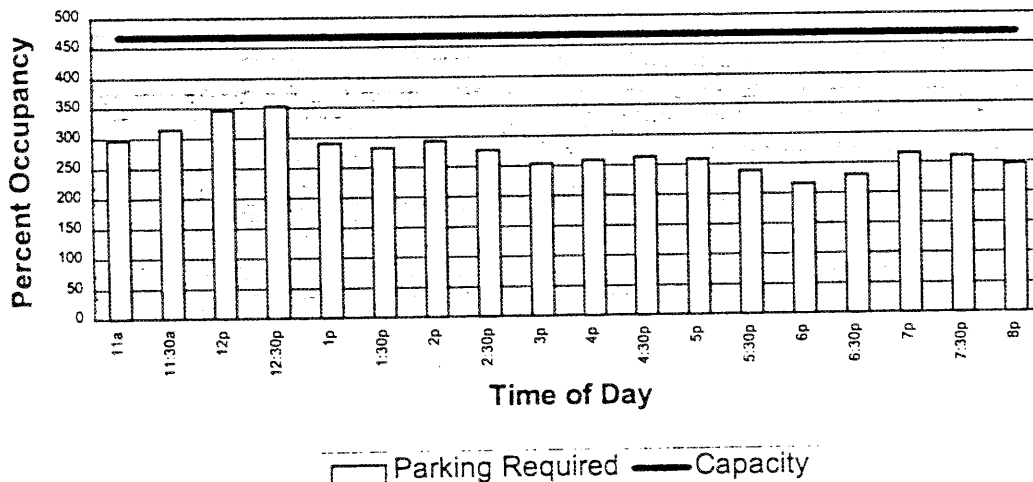 Percent Occupancy
500
450
400
350
300
250
200
150
100
50
0
11a 11:30a 12p 12:30p 1p 1:30p 2p 2:30p 3p 4p 4:30p 5p 5:30p 6p 6:30p 7p 7:30p 8p
Time of Day
Parking Required Capacity